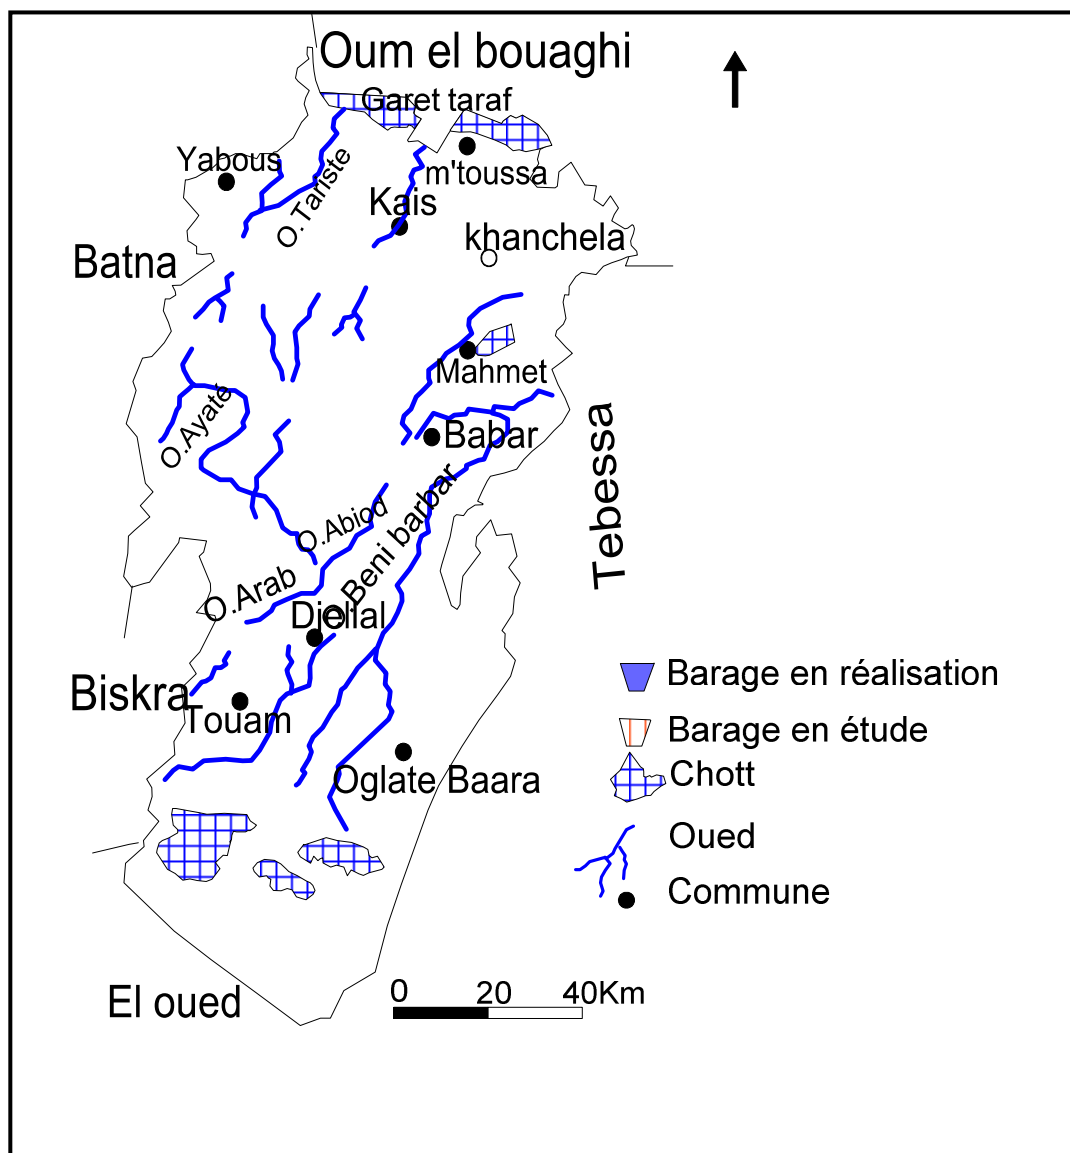 Oum el bouaghi
Garet taraf
Yabous
m'toussa
O.Tariste
Kais
khanchela
Batna
Mahmet
O.Ayate
Babar
Tebessa
O.Abiod
O.Beni barbar
O.Arab
Djellal
Biskra
Touam
Oglate Baara
Barage en réalisation
Barage en étude
Chott
Oued
Commune
El oued
0 20 40Km